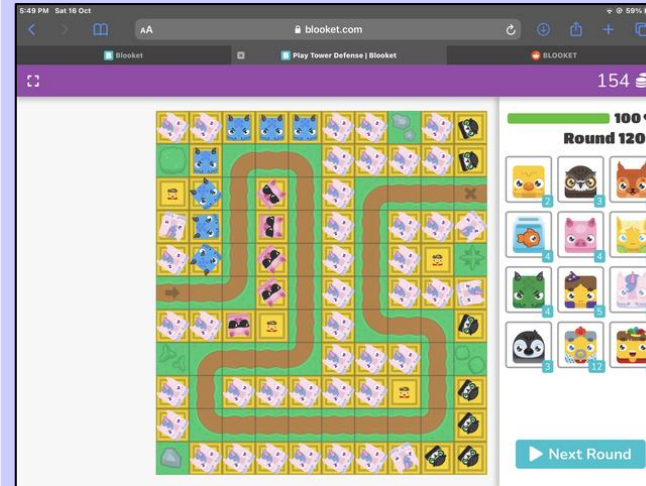 5:49 PM Sat 16 Oct
59%
AA
blooket.com
Blooket
Play Tower Defense | Blooket
BLOOKET
154
100
Round 120
2
3
4
4
4
5
3
12
Next Round